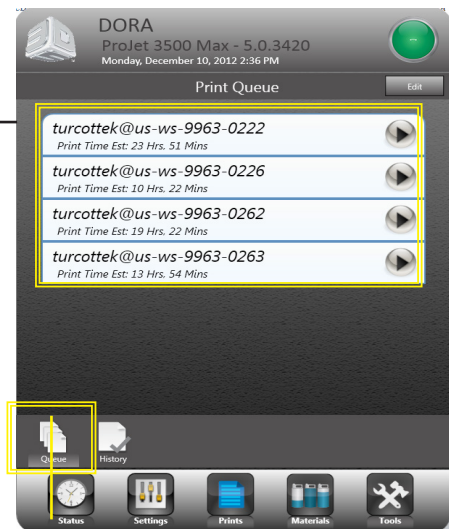 DORA
ProJet 3500 Max - 5.0.3420
Monday, December 10, 2012 2:36 PM
Print Queue
Edit
turcottek@us-ws-9963-0222
Print Time Est: 23 Hrs. 51 Mins
turcottek@us-ws-9963-0226
Print Time Est: 10 Hrs. 22 Mins
turcottek@us-ws-9963-0262
Print Time Est: 19 Hrs. 22 Mins
turcottek@us-ws-9963-0263
Print Time Est: 13 Hrs. 54 Mins
Queue
History
Status
Settings
Prints
Materials
Tools